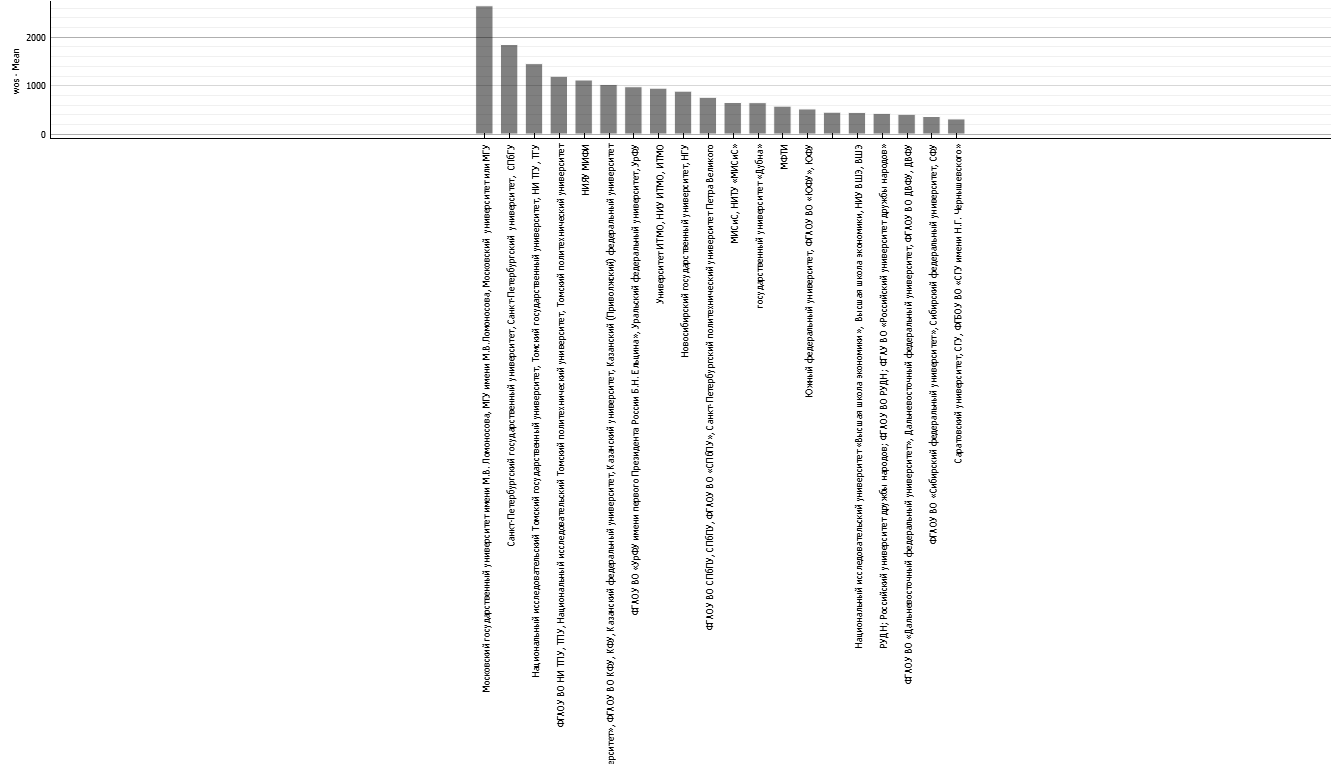 wos - Mean
2000
1000
0
Московский государственный университет имени М.В. Ломоносова, МГУ имени М.В.Ломоносова, Московский университет или МГУ
Санкт-Петербургский государственный университет, Санкт-Петербургский университет, СПбГУ
Национальный исследовательский Томский государственный университет, Томский государственный университет, НИ ТГУ, ТГУ
ФГАОУ ВО НИ ТПУ, ТПУ, Национальный исследовательский Томский политехнический университет, Томский политехнический университет
НИЯУ МИФИ
ерситет», ФГАОУ ВО КФУ, КФУ, Казанский федеральный университет, Казанский (Приволжский) федеральный университет
ФГАОУ ВО «УрФУ имени первого Президента России Б.Н. Ельцина», Уральский федеральный университет, УрФУ
Университет ИТМО, НИУ ИТМО, ИТМО
Новосибирский государственный университет, НГУ
ФГАОУ ВО СПбПУ, СПбПУ, ФГАОУ ВО «СПбПУ», Санкт-Петербургский политехнический университет Петра Великого
МИСиС, НИТУ «МИСиС»
государственный университет «Дубна»
МФТИ
Южный федеральный университет, ФГАОУ ВО «ЮФУ», ЮФУ
Национальный исследовательский университет «Высшая школа экономики», Высшая школа экономики, НИУ ВШЭ, ВШЭ
РУДН; Российский университет дружбы народов; ФГАОУ ВО РУДН; ФГАУ ВО «Российский университет дружбы народов»
ФГАОУ ВО «Дальневосточный федеральный университет», Дальневосточный федеральный университет, ФГАОУ ВО ДВФУ, ДВФУ
ФГАОУ ВО «Сибирский федеральный университет», Сибирский федеральный университет, СФУ
Саратовский университет, СГУ, ФГБОУ ВО «СГУ имени Н.Г. Чернышевского»